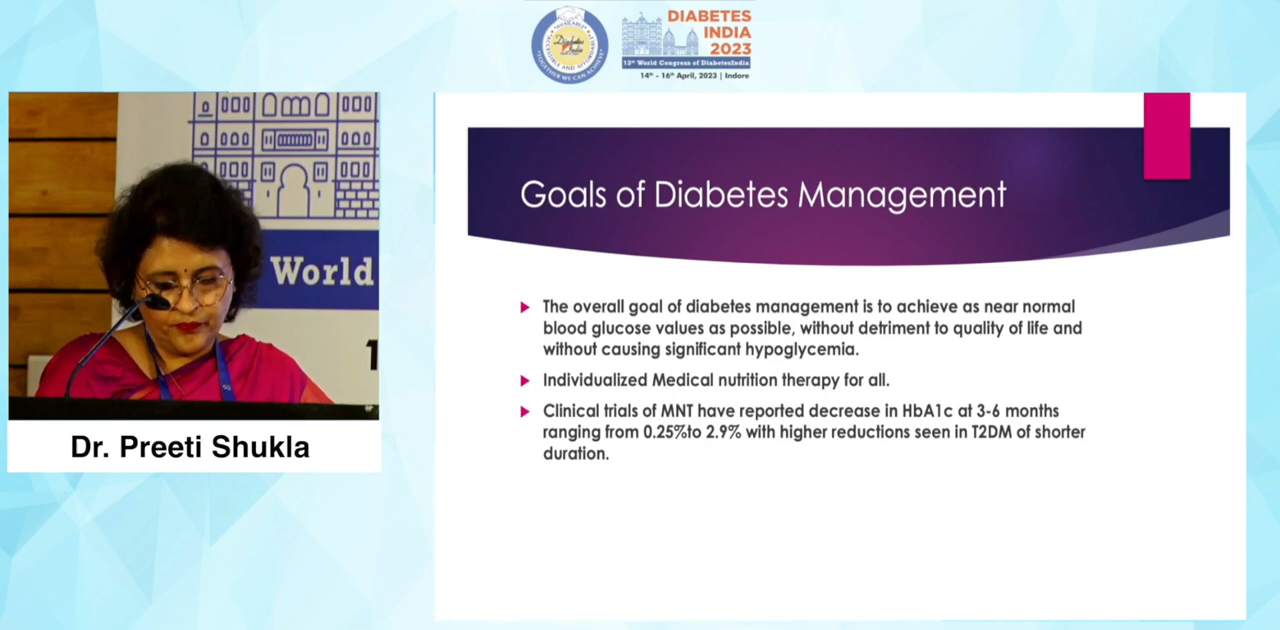 DIABETES
INDIA
2023
12th World Congress of DiabetesIndia
14th - 16th April, 2023 | Indore
World
1
Dr. Preeti Shukla
Goals of Diabetes Management
The overall goal of diabetes management is to achieve as near normal
blood glucose values as possible, without detriment to quality of life and
without causing significant hypoglycemia.
Individualized Medical nutrition therapy for all.
Clinical trials of MNT have reported decrease in HbA1c at 3-6 months
ranging from 0.25%to 2.9% with higher reductions seen in T2DM of shorter
duration.